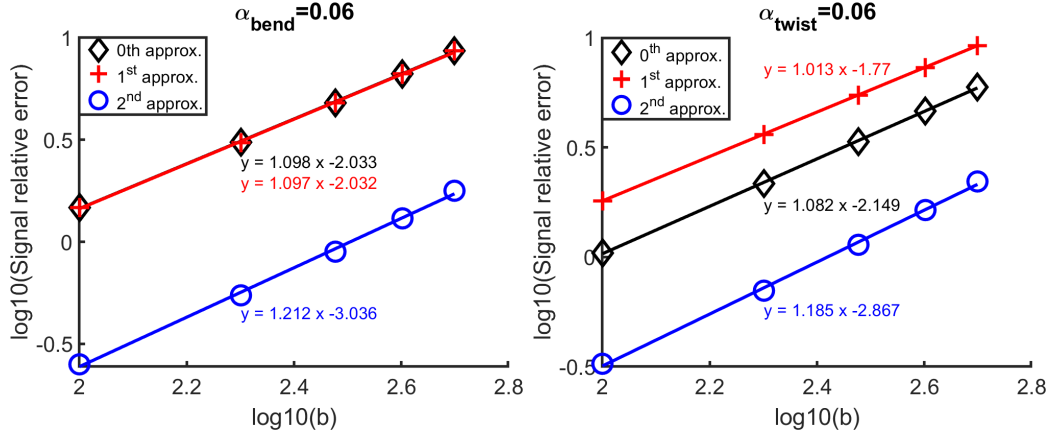 α_bend=0.06
1
0.5
0
-0.5
log10(Signal relative error)
0th approx.
1st approx.
2nd approx.
y = 1.098 x -2.033
y = 1.097 x -2.032
y = 1.212 x -3.036
2 2.2 2.4 2.6 2.8
log10(b)
α_twist=0.06
1
0.5
0
-0.5
log10(Signal relative error)
0th approx.
1st approx.
2nd approx.
y = 1.013 x -1.77
y = 1.082 x -2.149
y = 1.185 x -2.867
2 2.2 2.4 2.6 2.8
log10(b)